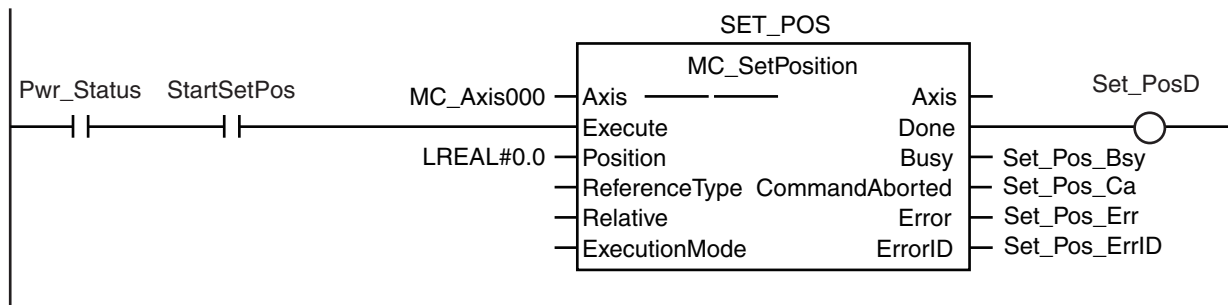 SET_POS
MC_SetPosition
Pwr_Status StartSetPos MC_Axis000 Axis Axis Set_PosD
Execute Done
LREAL#0.0 Position Busy Set_Pos_Bsy
ReferenceType CommandAborted Set_Pos_Ca
Relative Error Set_Pos_Err
ExecutionMode ErrorID Set_Pos_ErrID